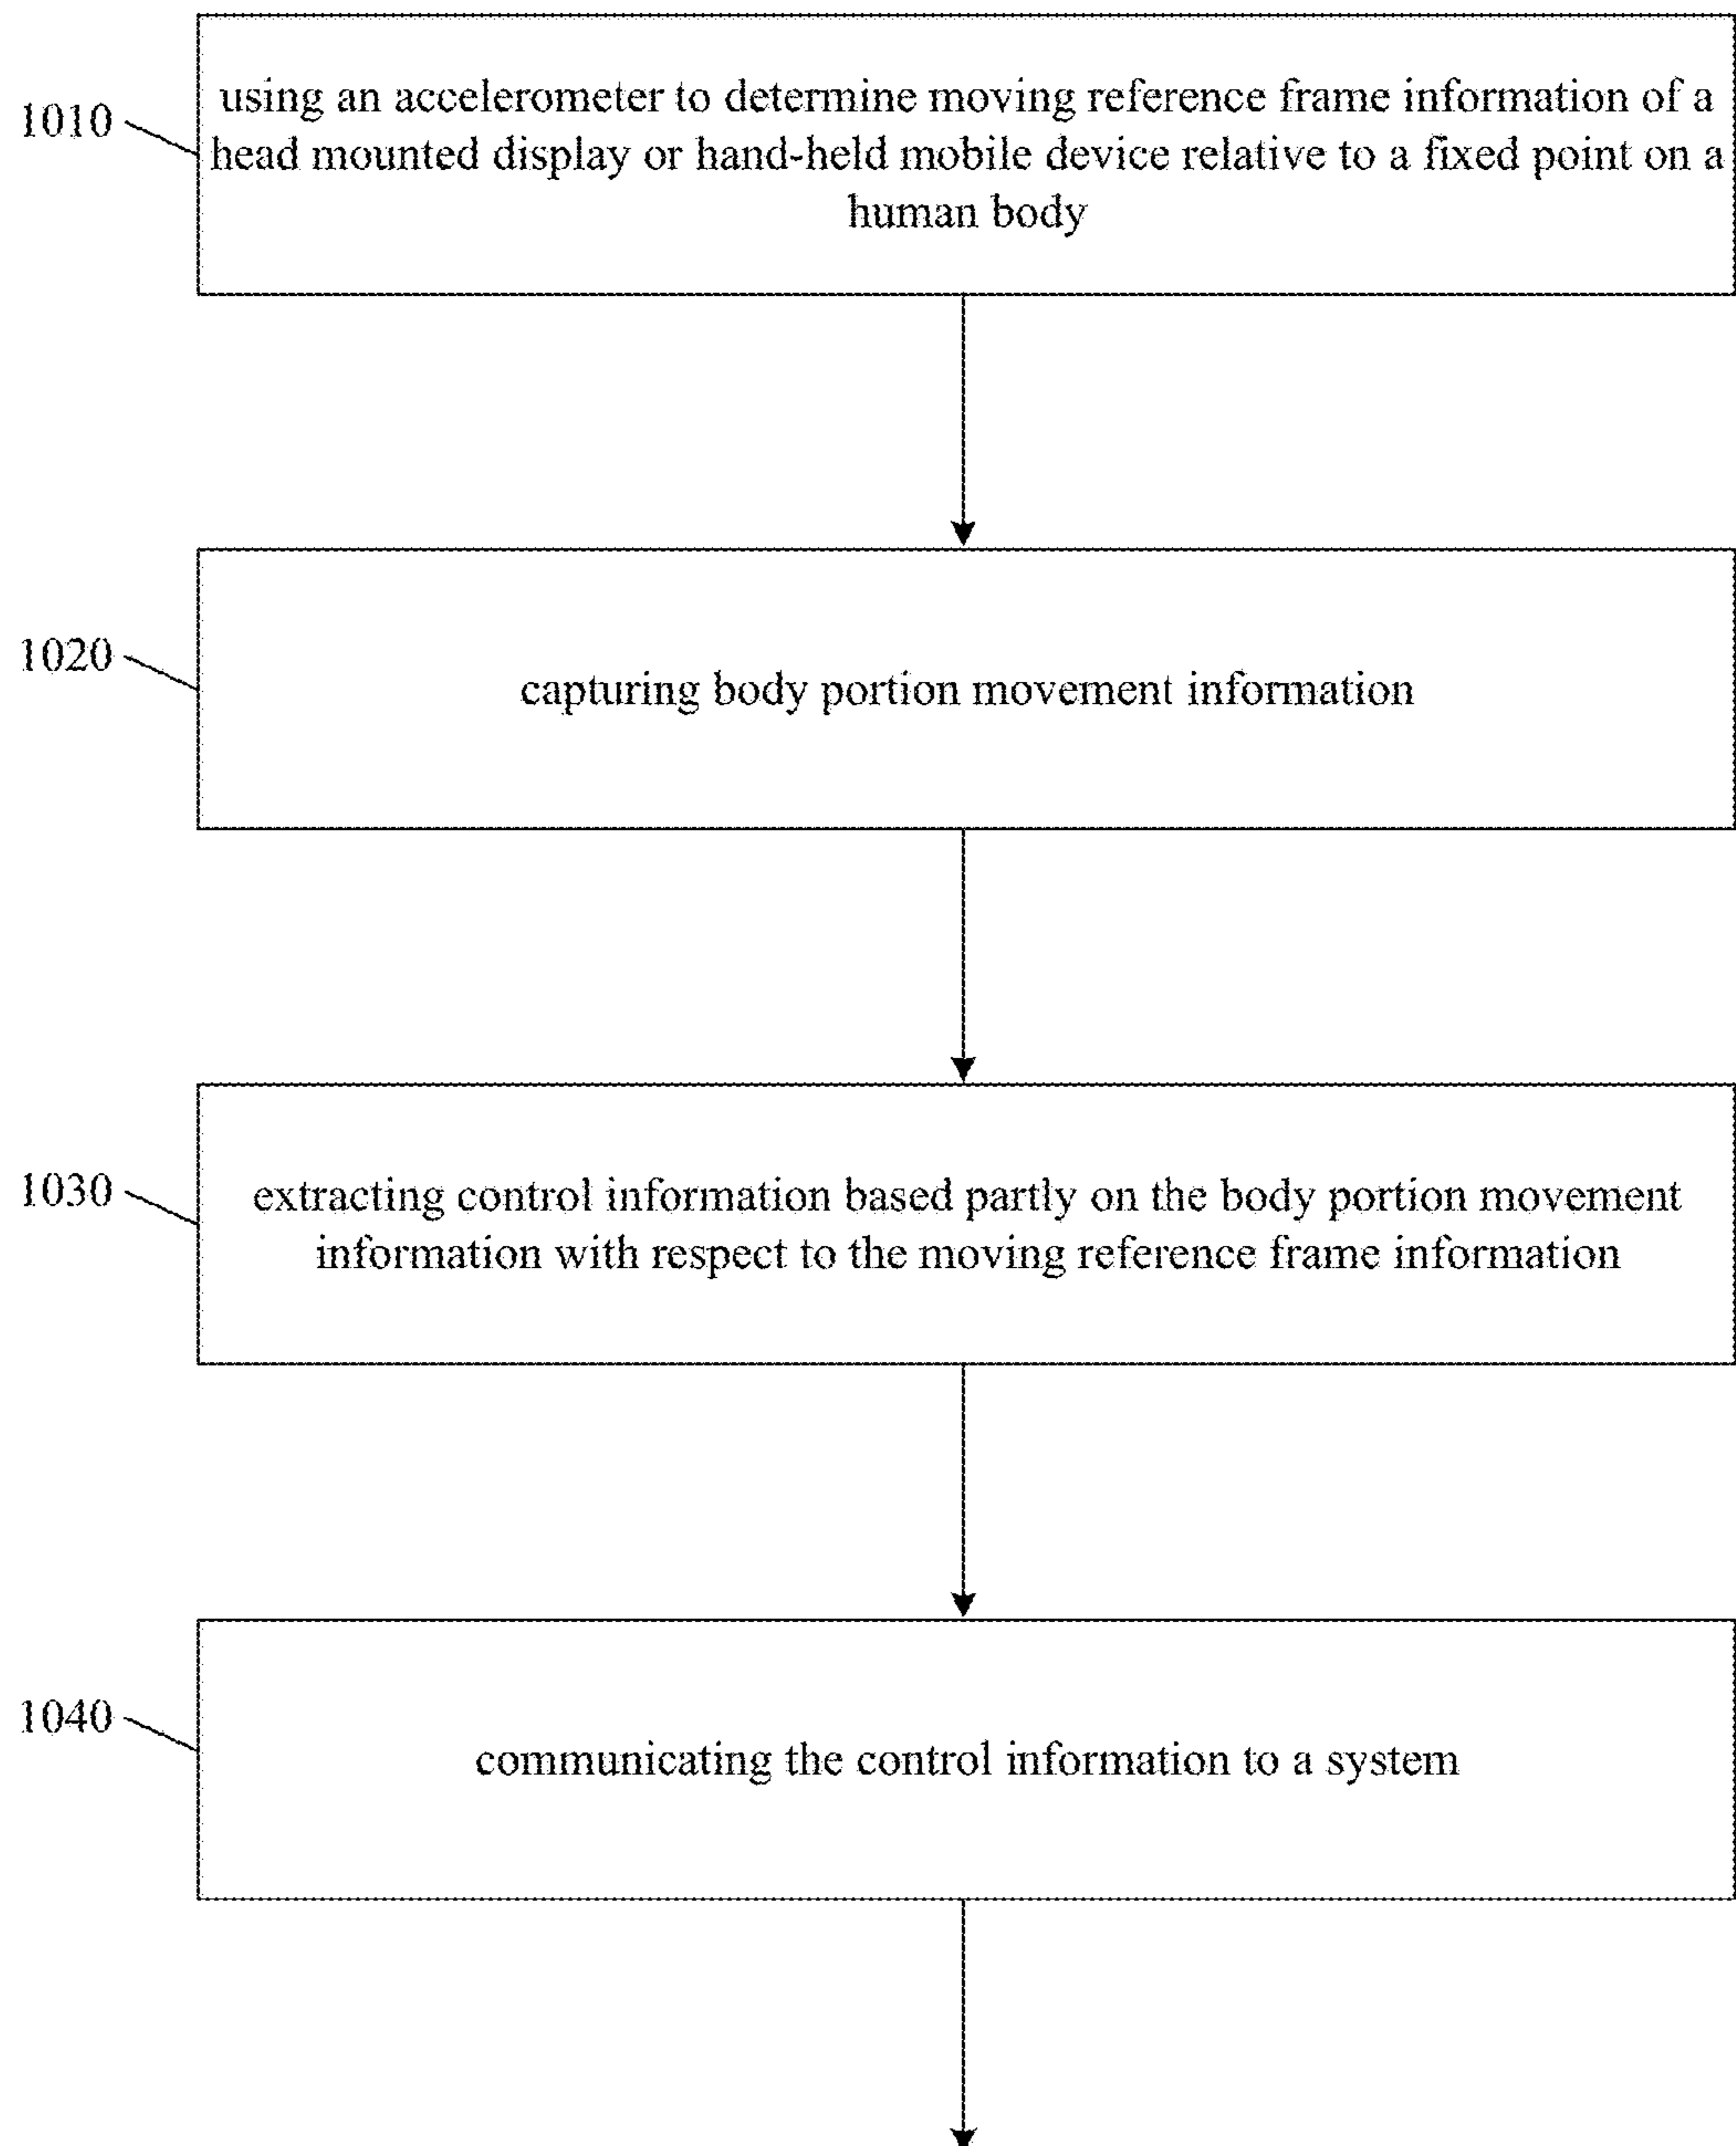 1010
using an accelerometer to determine moving reference frame information of a
head mounted display or hand-held mobile device relative to a fixed point on a
human body
1020
capturing body portion movement information
1030
extracting control information based partly on the body portion movement
information with respect to the moving reference frame information
1040
communicating the control information to a system